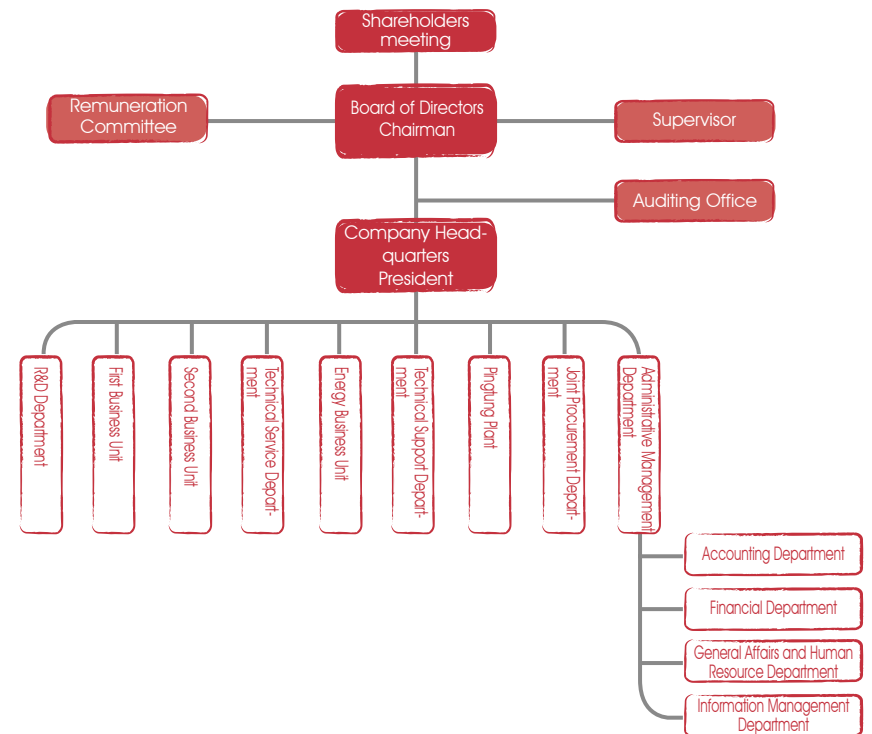 Shareholders
meeting
Remuneration
Committee
Board of Directors
Chairman
Supervisor
Auditing Office
Company Head-
quarters
President
R&D Department
First Business Unit
Second Business Unit
Technical Service Depart-
ment
Energy Business Unit
Technical Support Depart-
ment
Pingtung Plant
Joint Procurement Depart-
ment
Administrative Management
Department
Accounting Department
Financial Department
General Affairs and Human
Resource Department
Information Management
Department